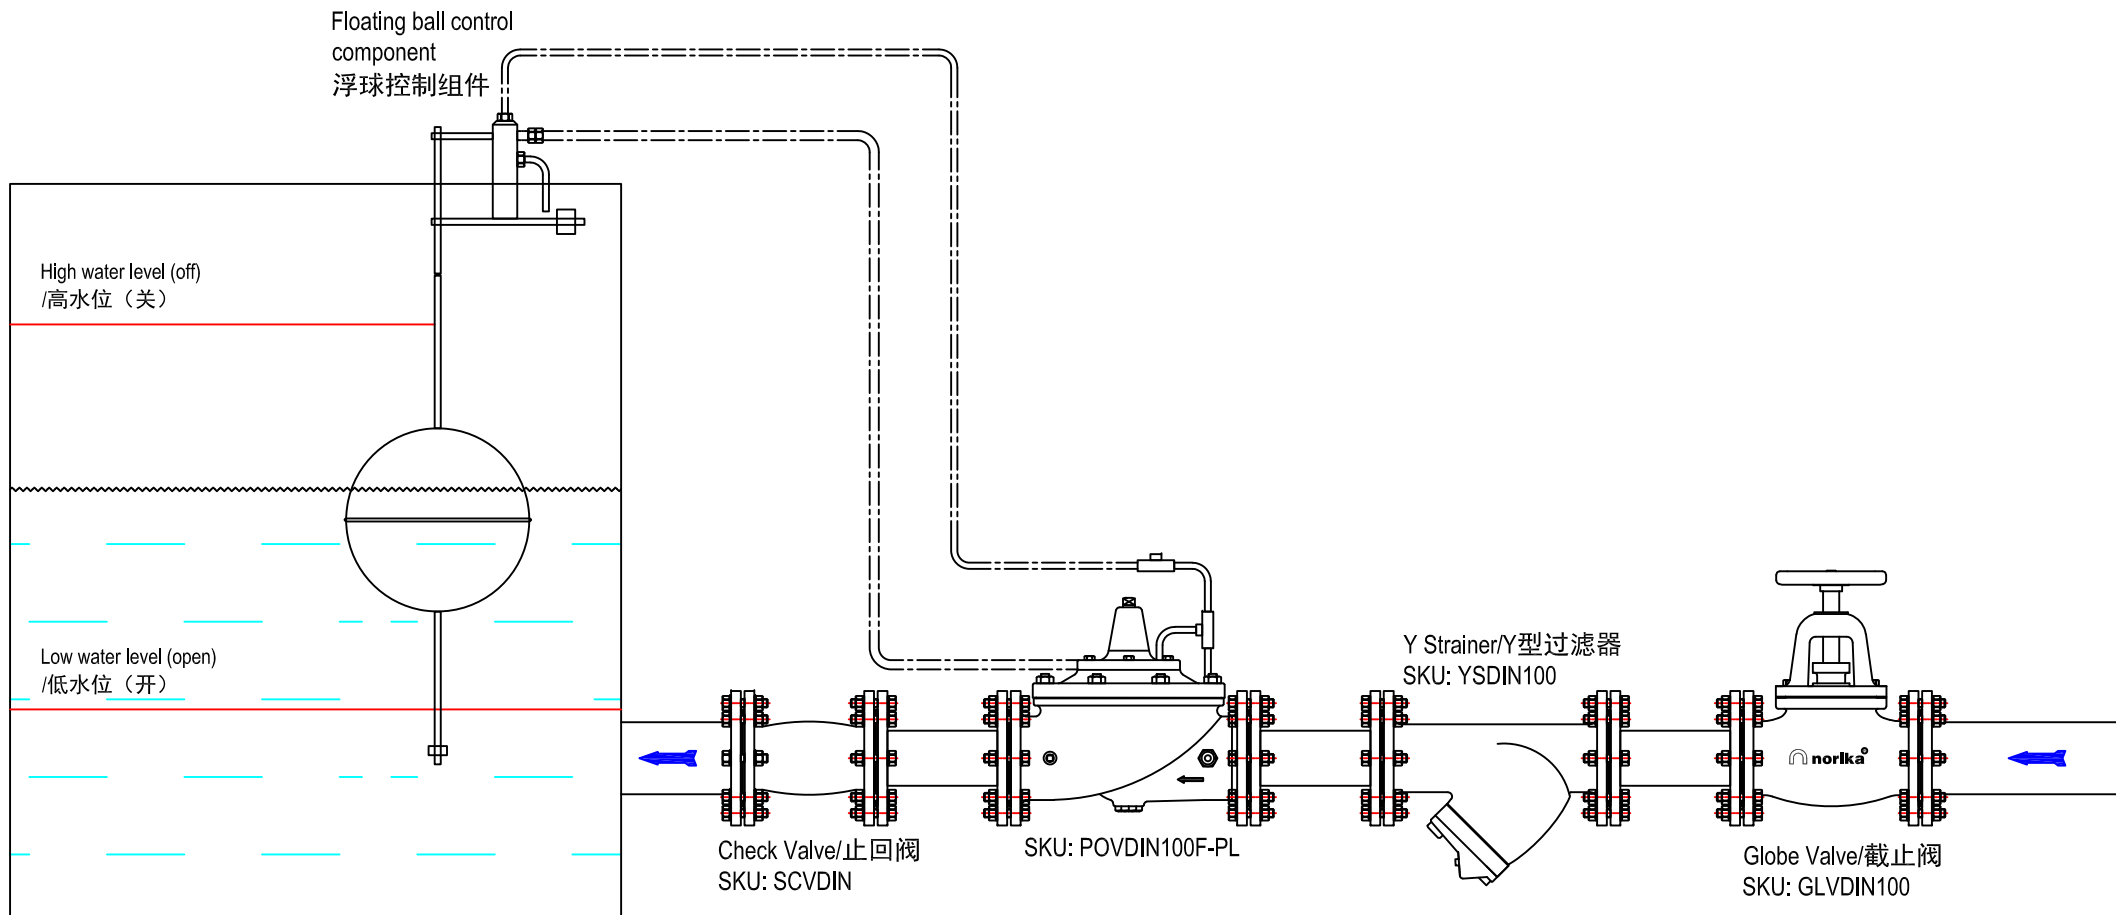 Floating ball control
component
浮球控制组件
High water level (off)
/高水位（关）
Low water level (open)
/低水位（开）
Y Strainer/Y型过滤器
SKU: YSDIN100
norlka
Check Valve/止回阀
SKU: SCVDIN
SKU: POVDIN100F-PL
Globe Valve/截止阀
SKU: GLVDIN100